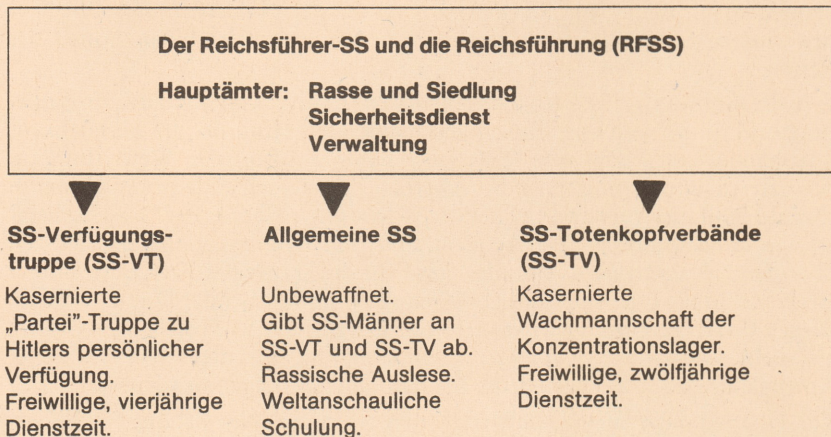 Der Reichsführer-SS und die Reichsführung (RFSS)
Hauptämter: Rasse und Siedlung
Sicherheitsdienst
Verwaltung
SS-Verfügungs-
truppe (SS-VT)
Kasernierte
„Partei”-Truppe zu
Hitlers persönlicher
Verfügung.
Freiwillige, vierjährige
Dienstzeit.
Allgemeine SS
Unbewaffnet.
Gibt SS-Männer an
SS-VT und SS-TV ab.
Rassische Auslese.
Weltanschauliche
Schulung.
SS-Totenkopfverbände
(SS-TV)
Kasernierte
Wachmannschaft der
Konzentrationslager.
Freiwillige, zwölfjährige
Dienstzeit.